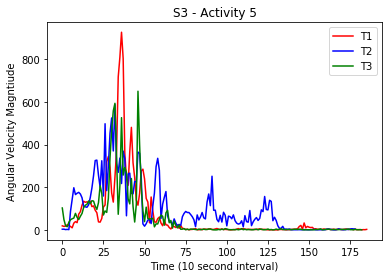 S3 - Activity 5
T1
T2
T3
Angular Velocity Magntiude
800
600
400
200
0
0 25 50 75 100 125 150 175
Time (10 second interval)